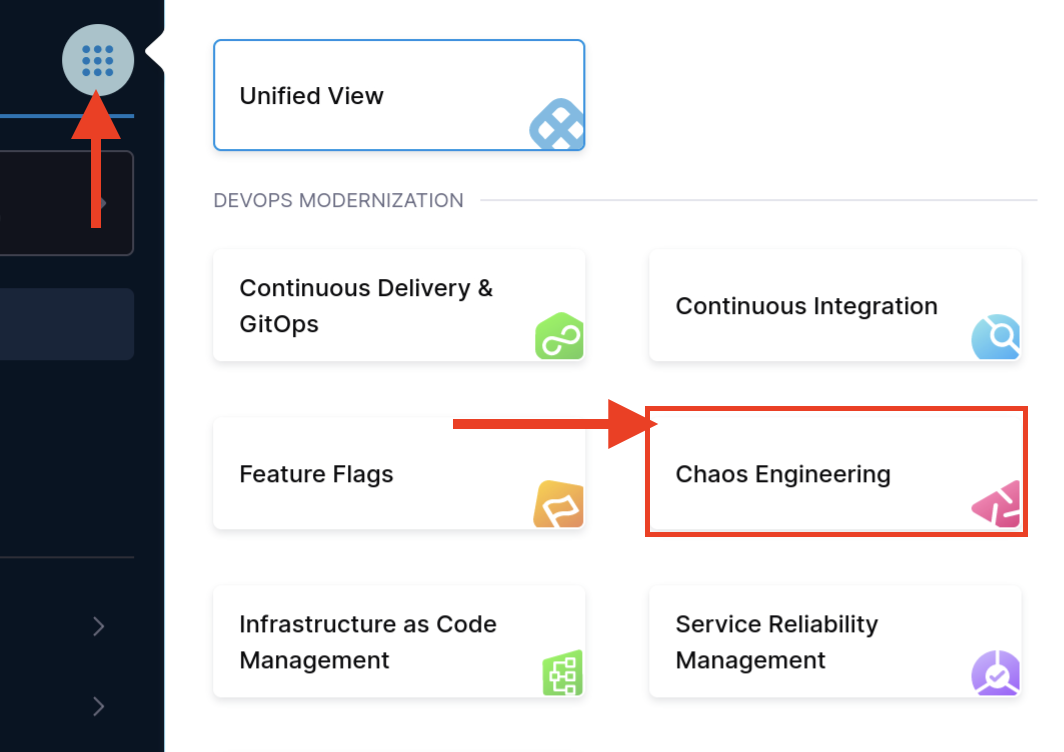 Unified View
DEVOPS MODERNIZATION
Continuous Delivery &
GitOps
Continuous Integration
Feature Flags
Chaos Engineering
Infrastructure as Code
Management
Service Reliability
Management